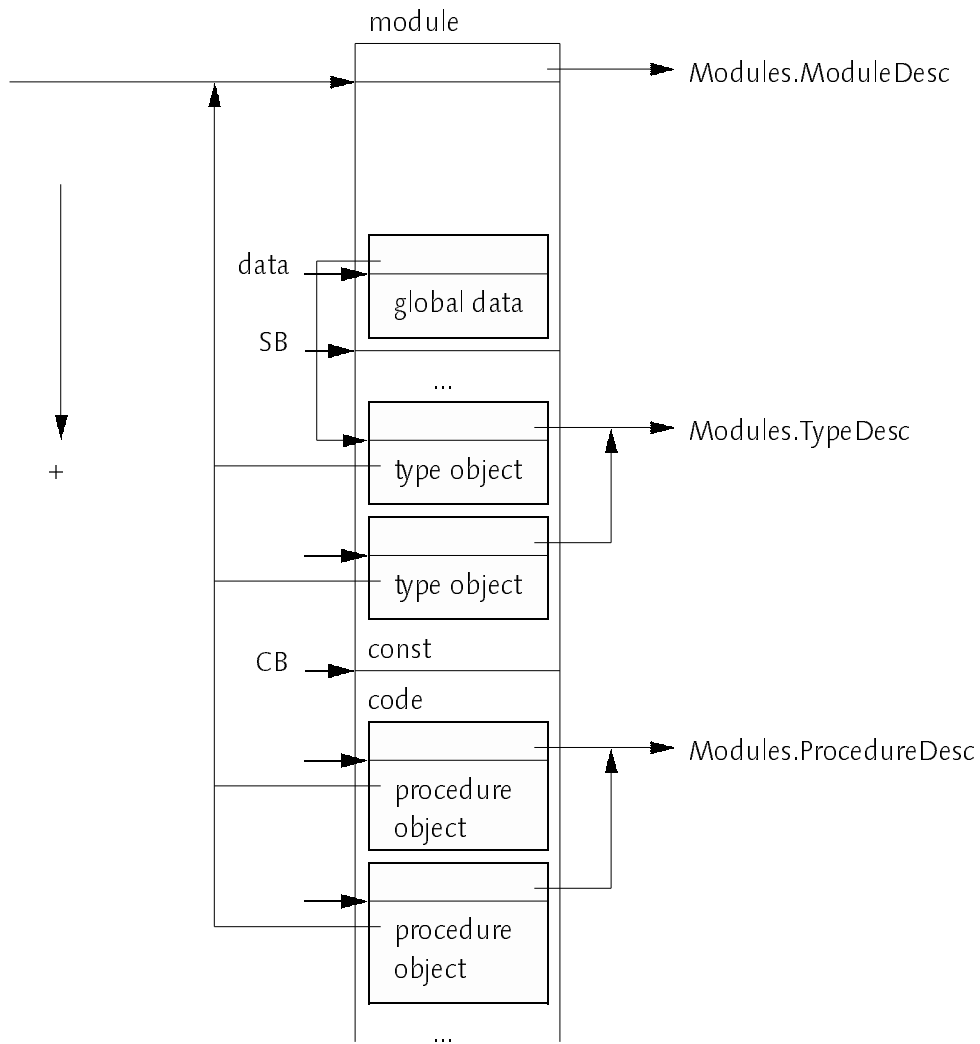 module
Modules.ModuleDesc
data
global data
SB
...
Modules.TypeDesc
+
type object
type object
const
CB
code
Modules.ProcedureDesc
procedure
object
procedure
object
...